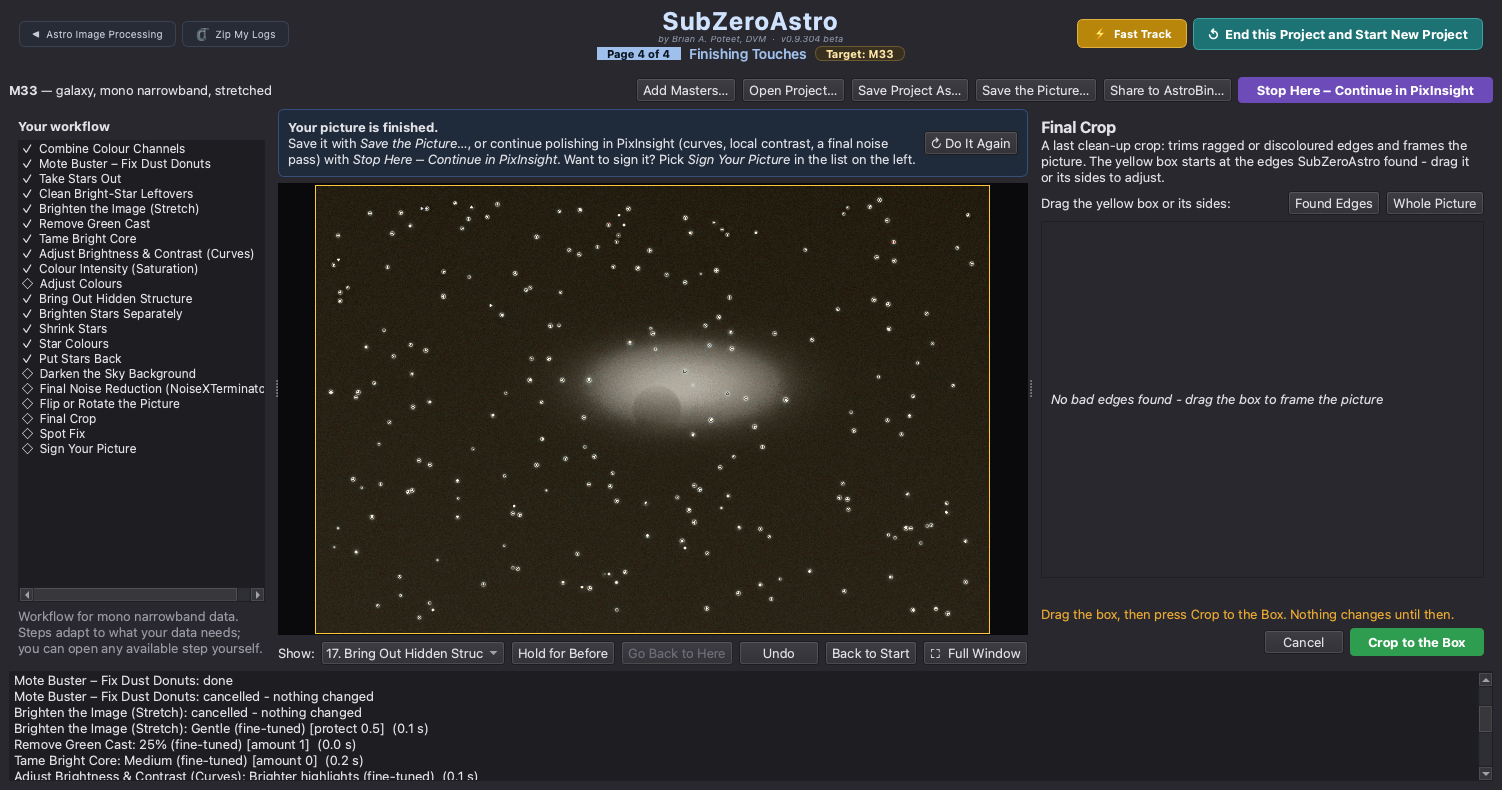 ◄ Astro Image Processing
Zip My Logs
SubZeroAstro
by Brian A. Poteet, DVM · v0.9.304 beta
Page 4 of 4 Finishing Touches Target: M33
⚡ Fast Track
↺ End this Project and Start New Project
M33 — galaxy, mono narrowband, stretched
Add Masters...
Open Project...
Save Project As...
Save the Picture...
Share to AstroBin...
Stop Here – Continue in PixInsight
Your workflow
✓ Combine Colour Channels
✓ Mote Buster – Fix Dust Donuts
✓ Take Stars Out
✓ Clean Bright-Star Leftovers
✓ Brighten the Image (Stretch)
✓ Remove Green Cast
✓ Tame Bright Core
✓ Adjust Brightness & Contrast (Curves)
✓ Colour Intensity (Saturation)
◇ Adjust Colours
✓ Bring Out Hidden Structure
✓ Brighten Stars Separately
✓ Shrink Stars
✓ Star Colours
✓ Put Stars Back
◇ Darken the Sky Background
◇ Final Noise Reduction (NoiseXTerminato
◇ Flip or Rotate the Picture
◇ Final Crop
◇ Spot Fix
◇ Sign Your Picture
Workflow for mono narrowband data.
Steps adapt to what your data needs;
you can open any available step yourself.
Your picture is finished.
Save it with Save the Picture..., or continue polishing in PixInsight (curves, local contrast, a final noise
pass) with Stop Here – Continue in PixInsight. Want to sign it? Pick Sign Your Picture in the list on the left.
↻ Do It Again
Show: 17. Bring Out Hidden Struc
Hold for Before
Go Back to Here
Undo
Back to Start
Full Window
Final Crop
A last clean-up crop: trims ragged or discoloured edges and frames the
picture. The yellow box starts at the edges SubZeroAstro found - drag it
or its sides to adjust.
Drag the yellow box or its sides:
Found Edges
Whole Picture
No bad edges found - drag the box to frame the picture
Drag the box, then press Crop to the Box. Nothing changes until then.
Cancel
Crop to the Box
Mote Buster – Fix Dust Donuts: done
Mote Buster – Fix Dust Donuts: cancelled - nothing changed
Brighten the Image (Stretch): cancelled - nothing changed
Brighten the Image (Stretch): Gentle (fine-tuned) [protect 0.5] (0.1 s)
Remove Green Cast: 25% (fine-tuned) [amount 1] (0.0 s)
Tame Bright Core: Medium (fine-tuned) [amount 0] (0.2 s)
Adjust Brightness & Contrast (Curves): Brighter highlights (fine-tuned) (0.1 s)